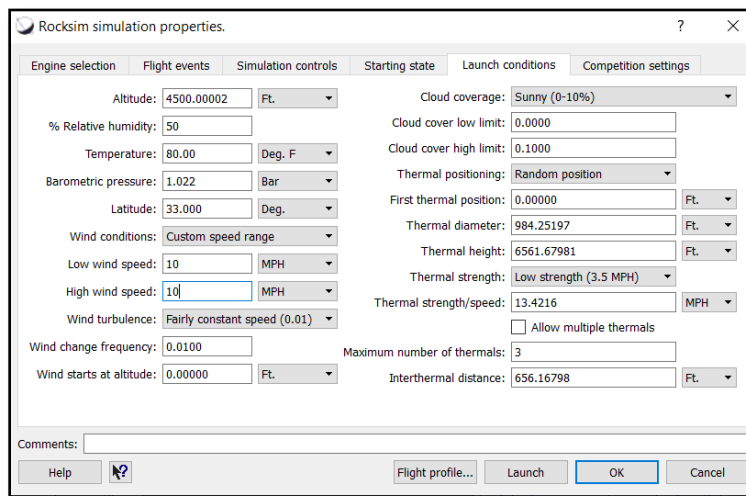 Rocksim simulation properties.
? X
Engine selection Flight events Simulation controls Starting state Launch conditions Competition settings
Altitude: 4500.00002 Ft.
% Relative humidity: 50
Temperature: 80.00 Deg. F
Barometric pressure: 1.022 Bar
Latitude: 33.000 Deg.
Wind conditions: Custom speed range
Low wind speed: 10 MPH
High wind speed: 10 MPH
Wind turbulence: Fairly constant speed (0.01)
Wind change frequency: 0.0100
Wind starts at altitude: 0.00000 Ft.
Cloud coverage: Sunny (0-10%)
Cloud cover low limit: 0.0000
Cloud cover high limit: 0.1000
Thermal positioning: Random position
First thermal position: 0.00000 Ft.
Thermal diameter: 984.25197 Ft.
Thermal height: 6561.67981 Ft.
Thermal strength: Low strength (3.5 MPH)
Thermal strength/speed: 13.4216 MPH
Allow multiple thermals
Maximum number of thermals: 3
Interthermal distance: 656.16798 Ft.
Comments:
Help ? Flight profile... Launch OK Cancel